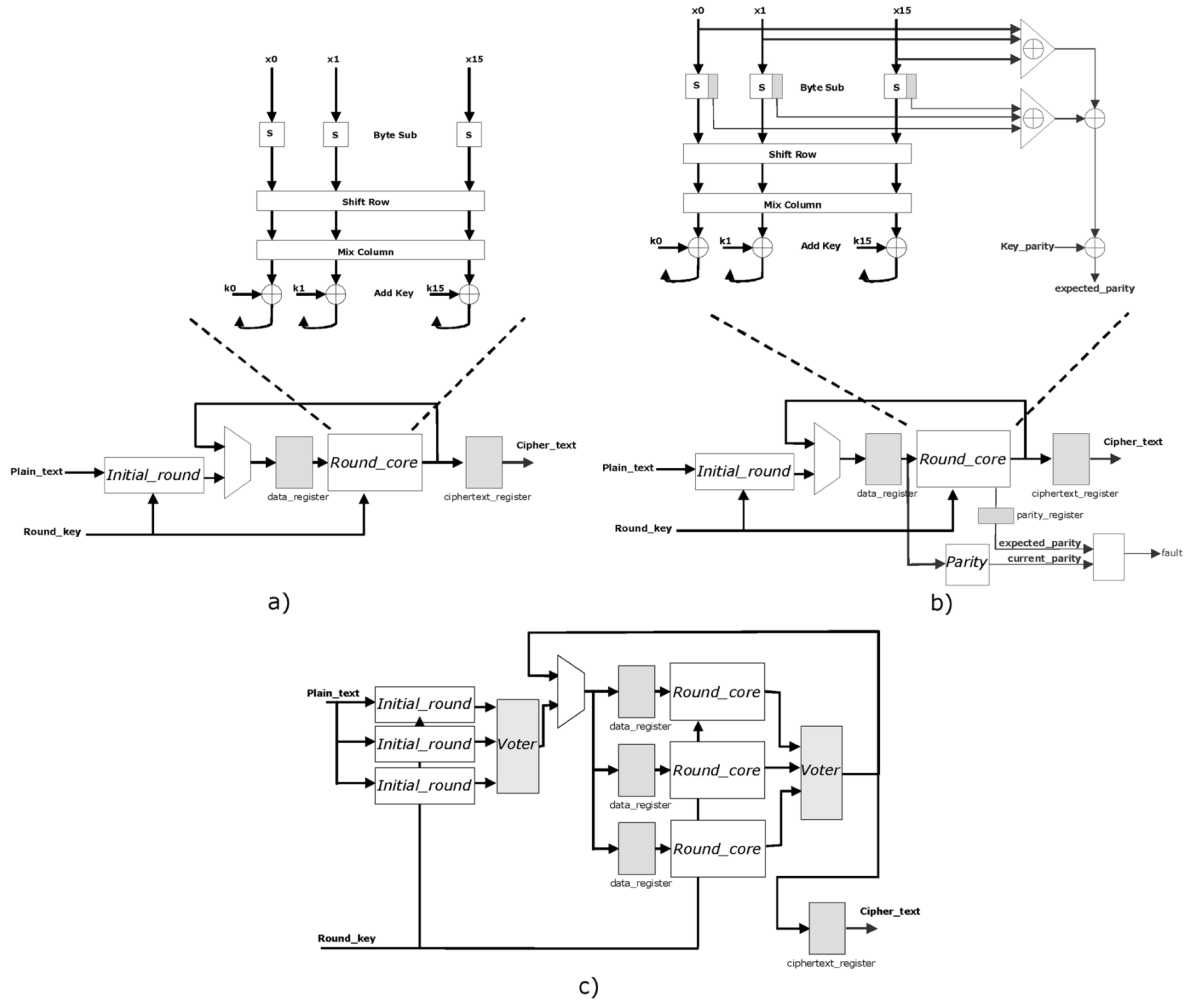 x0 x1 x15
S S Byte Sub S
Shift Row
Mix Column
k0 k1 Add Key k15
Plain_text
Initial_round
data_register
Round_core
Cipher_text
ciphertext_register
Round_key
a)
x0 x1 x15
S S Byte Sub S
Shift Row
Mix Column
k0 k1 Add Key k15
Key_parity
expected_parity
Plain_text
Initial_round
data_register
Round_core
Cipher_text
ciphertext_register
Round_key
parity_register
expected_parity
current_parity
Parity
fault
b)
Plain_text
Initial_round
Initial_round
Initial_round
Voter
data_register
Round_core
data_register
Round_core
data_register
Round_core
Voter
Cipher_text
ciphertext_register
Round_key
c)